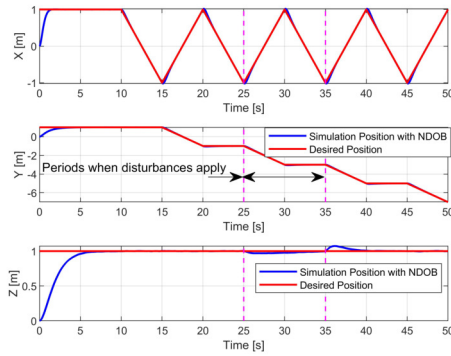 1
0
-1
X [m]
0 5 10 15 20 25 30 35 40 45 50
Time [s]
0
-2
-4
-6
Y [m]
Simulation Position with NDOB
Desired Position
Periods when disturbances apply
0 5 10 15 20 25 30 35 40 45 50
Time [s]
1
0.5
0
Z [m]
Simulation Position with NDOB
Desired Position
0 5 10 15 20 25 30 35 40 45 50
Time [s]